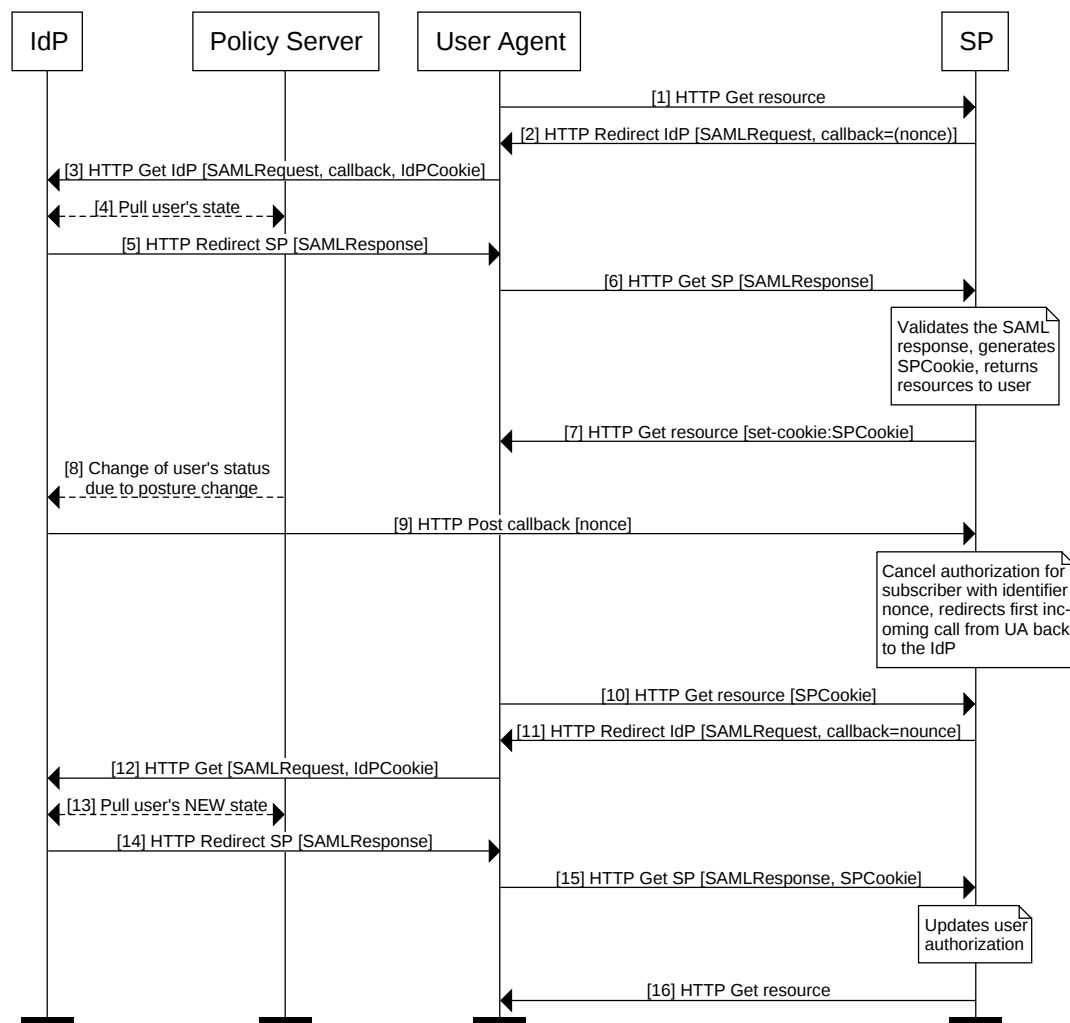 IdP
Policy Server
User Agent
SP
[1] HTTP Get resource
[2] HTTP Redirect IdP [SAMLRequest, callback=(nonce)]
[3] HTTP Get IdP [SAMLRequest, callback, IdPCookie]
[4] Pull user's state
[5] HTTP Redirect SP [SAMLResponse]
[6] HTTP Get SP [SAMLResponse]
Validates the SAML
response, generates
SPCookie, returns
resources to user
[7] HTTP Get resource [set-cookie:SPCookie]
[8] Change of user's status
due to posture change
[9] HTTP Post callback [nonce]
Cancel authorization for
subscriber with identifier
nonce, redirects first inc-
oming call from UA back
to the IdP
[10] HTTP Get resource [SPCookie]
[11] HTTP Redirect IdP [SAMLRequest, callback=nounce]
[12] HTTP Get [SAMLRequest, IdPCookie]
[13] Pull user's NEW state
[14] HTTP Redirect SP [SAMLResponse]
[15] HTTP Get SP [SAMLResponse, SPCookie]
Updates user
authorization
[16] HTTP Get resource